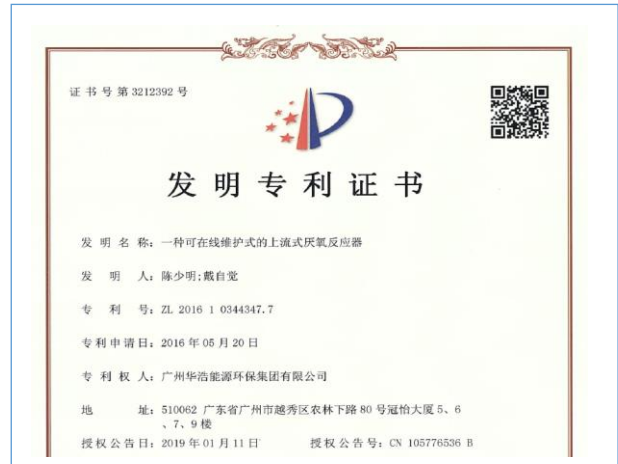 证书号第3212392号
发明专利证书
发明名称：一种可在线维护式的上流式厌氧反应器
发明人：陈少明;戴自觉
专利号：ZL 2016 1 0344347.7
专利申请日：2016年05月20日
专利权人：广州华浩能源环保集团有限公司
地址：510062 广东省广州市越秀区农林下路80号冠怡大厦5、6
、7、9楼
授权公告日：2019年01月11日 授权公告号：CN 105776536 B